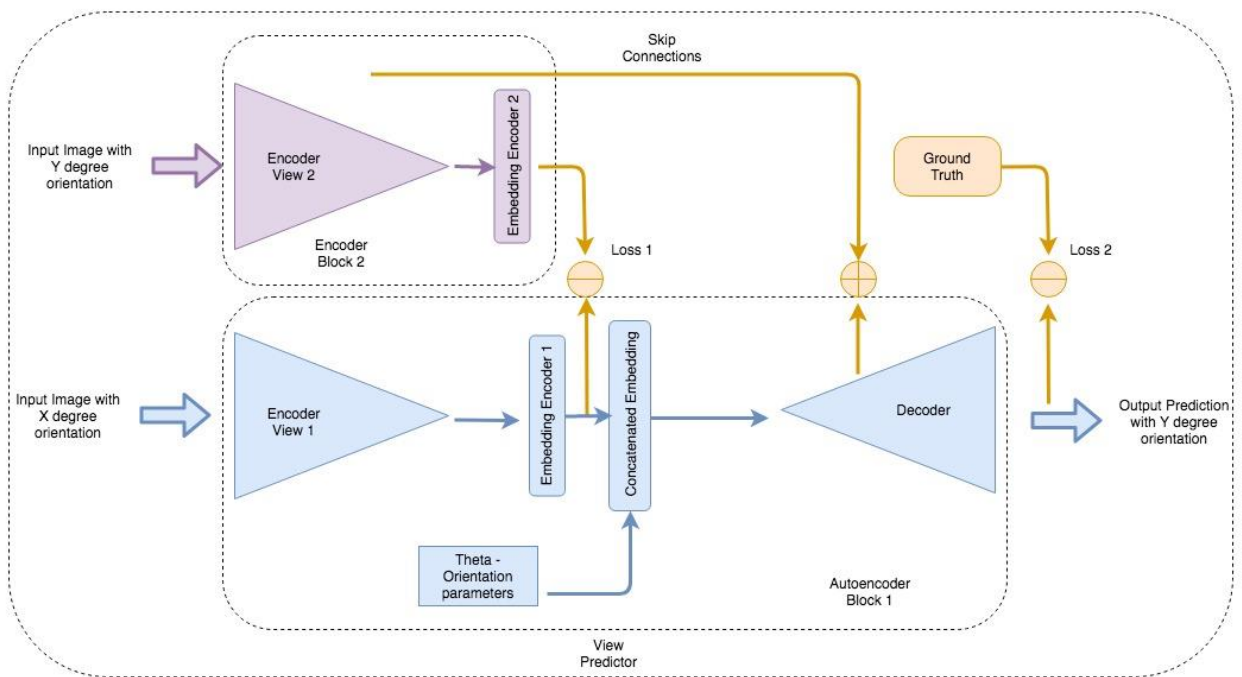 Skip
Connections
Input Image with
Y degree
orientation
Encoder
View 2
Embedding Encoder 2
Encoder
Block 2
Ground
Truth
Loss 1
Loss 2
Input Image with
X degree
orientation
Encoder
View 1
Embedding Encoder 1
Concatenated Embedding
Decoder
Output Prediction
with Y degree
orientation
Theta -
Orientation
parameters
Autoencoder
Block 1
View
Predictor